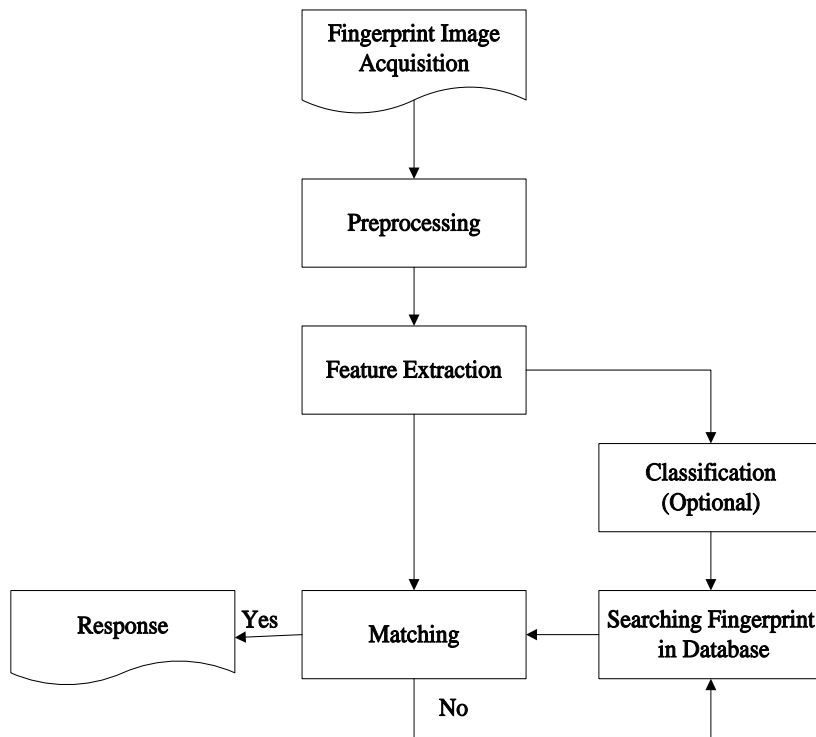 Fingerprint Image
Acquisition
Preprocessing
Feature Extraction
Classification
(Optional)
Response
Yes
Matching
Searching Fingerprint
in Database
No